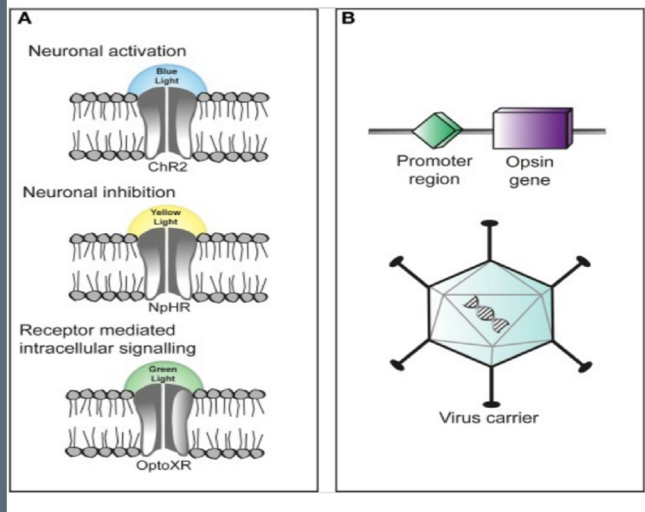 A
Neuronal activation
Blue
Light
ChR2
Neuronal inhibition
Yellow
Light
NpHR
Receptor mediated
intracellular signalling
Green
Light
OptoXR
B
Promoter
region
Opsin
gene
Virus carrier